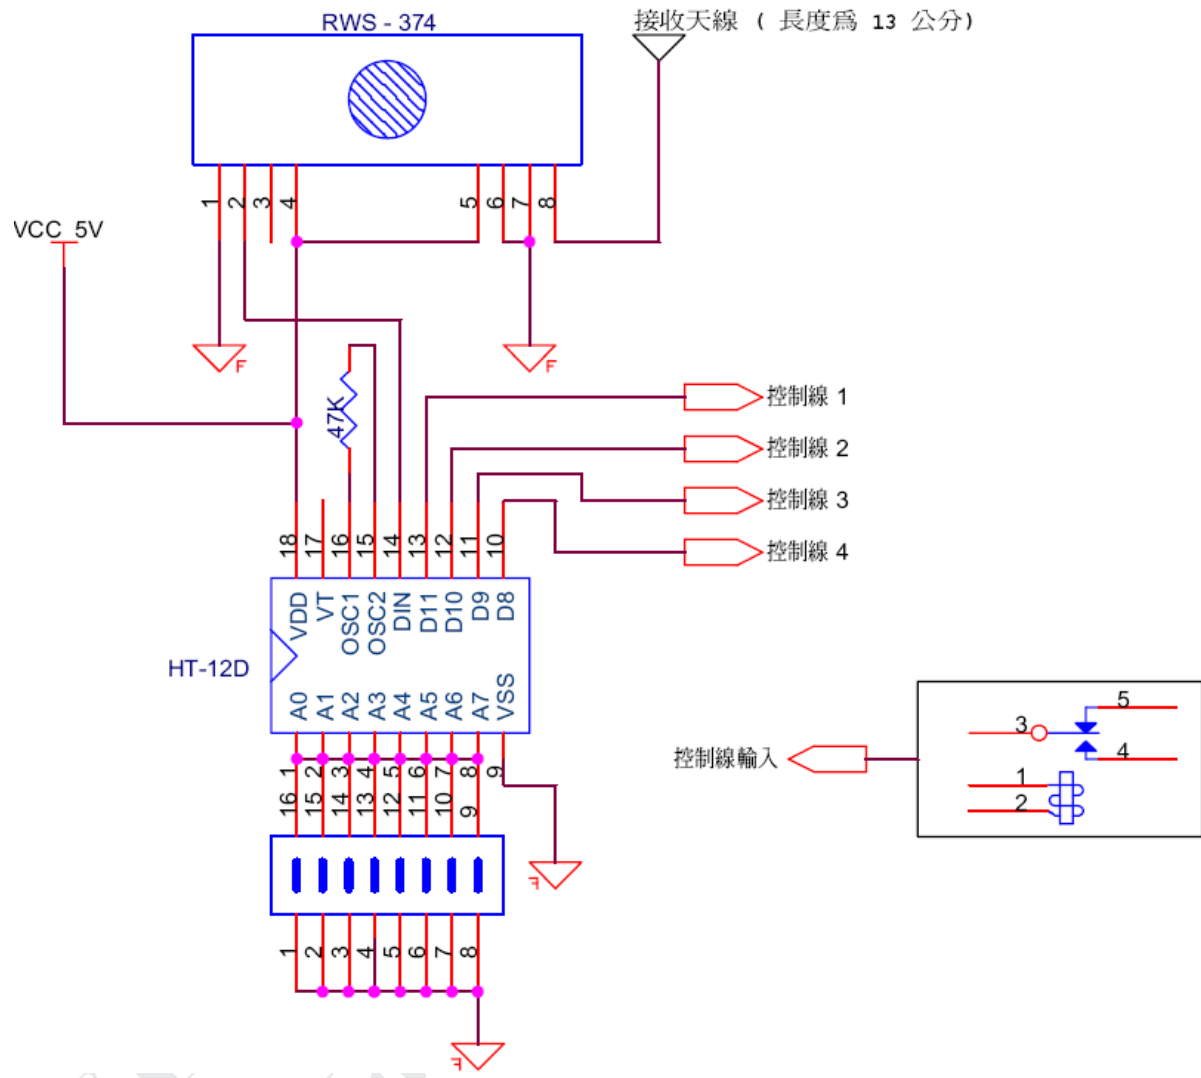 RWS - 374
接收天線 ( 長度為 13 公分)
1 2 3 4 5 6 7 8
VCC 5V
F F
47K
控制線 1
控制線 2
控制線 3
控制線 4
18 17 16 15 14 13 12 11 10
VDD VT OSC1 OSC2 DIN D11 D10 D9 D8
HT-12D
A0 A1 A2 A3 A4 A5 A6 A7 VSS
1 2 3 4 5 6 7 8 9
16 15 14 13 12 11 10 9
控制線輸入
5
3
4
1
2
F
1 2 3 4 5 6 7 8
F